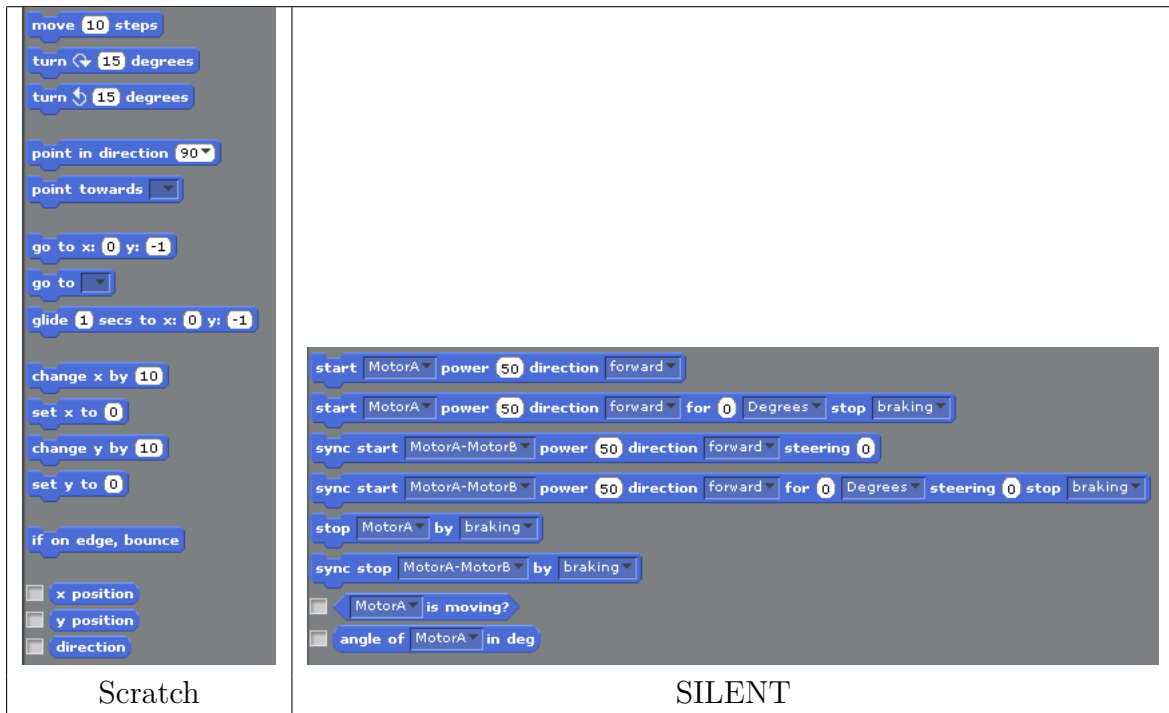 move 10 steps
turn 15 degrees
turn 15 degrees
point in direction 90
point towards
go to x: 0 y: -1
go to
glide 1 secs to x: 0 y: -1
change x by 10
set x to 0
change y by 10
set y to 0
if on edge, bounce
x position
y position
direction
Scratch
start MotorA power 50 direction forward
start MotorA power 50 direction forward for 0 Degrees stop braking
sync start MotorA-MotorB power 50 direction forward steering 0
sync start MotorA-MotorB power 50 direction forward for 0 Degrees steering 0 stop braking
stop MotorA by braking
sync stop MotorA-MotorB by braking
MotorA is moving?
angle of MotorA in deg
SILENT